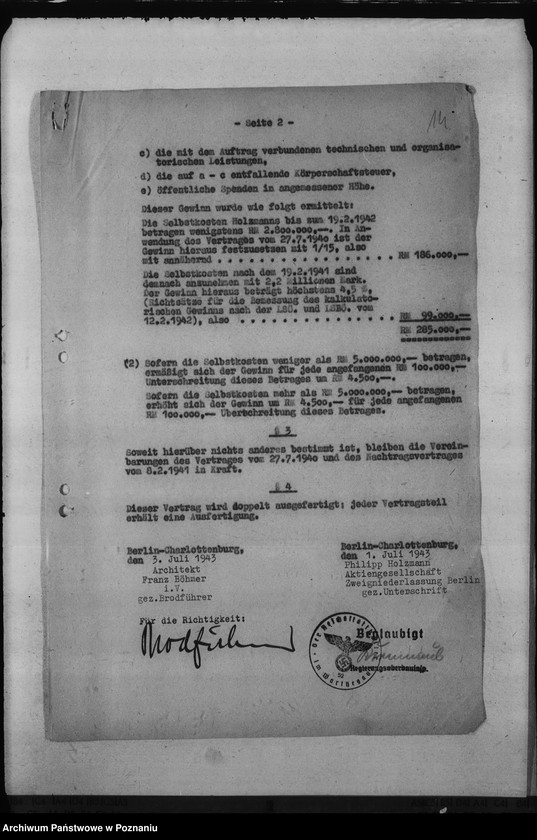 - Seite 2 -
14
c) die mit dem Auftrag verbundenen technischen und organisa-
torischen Leistungen,
d) die auf a - c entfallende Körperschaftsteuer,
e) öffentliche Spenden in angemessener Höhe.
Dieser Gewinn wurde wie folgt ermittelt:
Die Selbstkosten Holzmanns bis zum 19.2.1942
betragen wenigstens RM 2.800.000,--. In An-
wendung des Vertrages vom 27.7.1940 ist der
Gewinn hieraus festzusetzen mit 1/15, also
mit annähernd . . . . . . . . . . . . . . . . RM 186.000,--
Die Selbstkosten nach dem 19.2.1941 sind
demnach anzunehmen mit 2,2 Millionen Mark.
Der Gewinn hieraus beträgt höchstens 4,5 %,
(Richtsätze für die Bemessung des kalkulato-
rischen Gewinns nach der LSÖ. und LSBÖ. vom
12.2.1942), also . . . . . . . . . . . . . . RM 99.000,--
RM 285.000,--
(2) Sofern die Selbstkosten weniger als RM 5.000.000,-- betragen,
ermäßigt sich der Gewinn für jede angefangenen RM 100.000,--
Unterschreitung dieses Betrages um RM 4.500,--.
Sofern die Selbstkosten mehr als RM 5.000.000,-- betragen,
erhöht sich der Gewinn um RM 4.500,-- für jede angefangenen
RM 100.000,-- Überschreitung dieses Betrages.
§ 3
Soweit hierüber nichts anderes bestimmt ist, bleiben die Verein-
barungen des Vertrages vom 27.7.1940 und des Nachtragsvertrages
vom 8.2.1941 in Kraft.
§ 4
Dieser Vertrag wird doppelt ausgefertigt; jeder Vertragsteil
erhält eine Ausfertigung.
Berlin-Charlottenburg,
den 3. Juli 1943
Architekt
Franz Böhmer
i.V.
gez.Brodführer
Berlin-Charlottenburg,
den 1. Juli 1943
Philipp Holzmann
Aktiengesellschaft
Zweigniederlassung Berlin
gez.Unterschrift
Für die Richtigkeit:
Brodführer
Beglaubigt
Regierungsoberbauinsp.
Archiwum Państwowe w Poznaniu